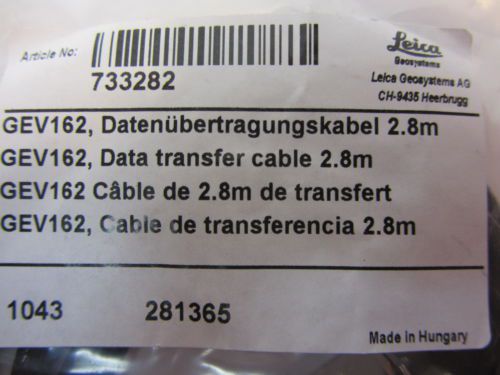 Article No:
733282
Leica
Geosystems
Leica Geosystems AG
CH-9435 Heerbrugg
GEV162, Datenübertragungskabel 2.8m
GEV162, Data transfer cable 2.8m
GEV162 Câble de 2.8m de transfert
GEV162, Cable de transferencia 2.8m
1043 281365
Made in Hungary